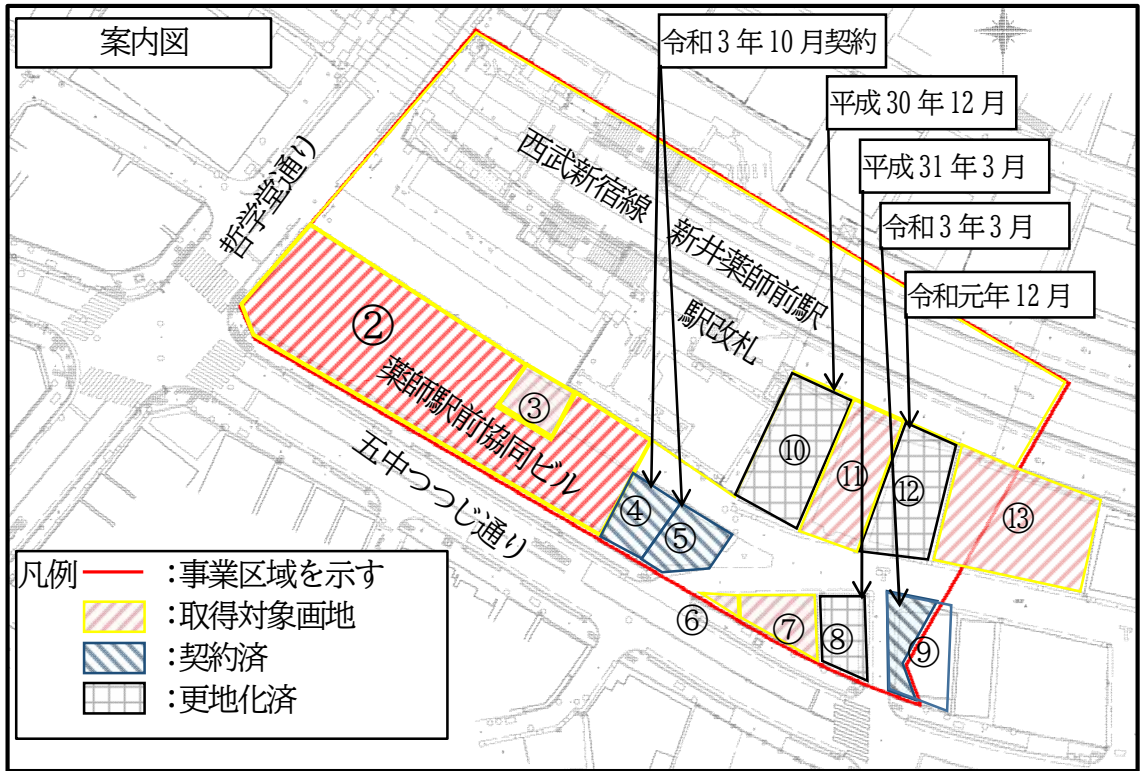 案内図
令和3年10月契約
平成30年12月
平成31年3月
令和3年3月
令和元年12月
哲学堂通り
西武新宿線 新井薬師前駅
駅改札
②
薬師駅前協同ビル
③
五中つつじ通り
④
⑤
⑥
⑦
⑧
⑨
⑩
⑪
⑫
⑬
凡例
：事業区域を示す
：取得対象画地
：契約済
：更地化済